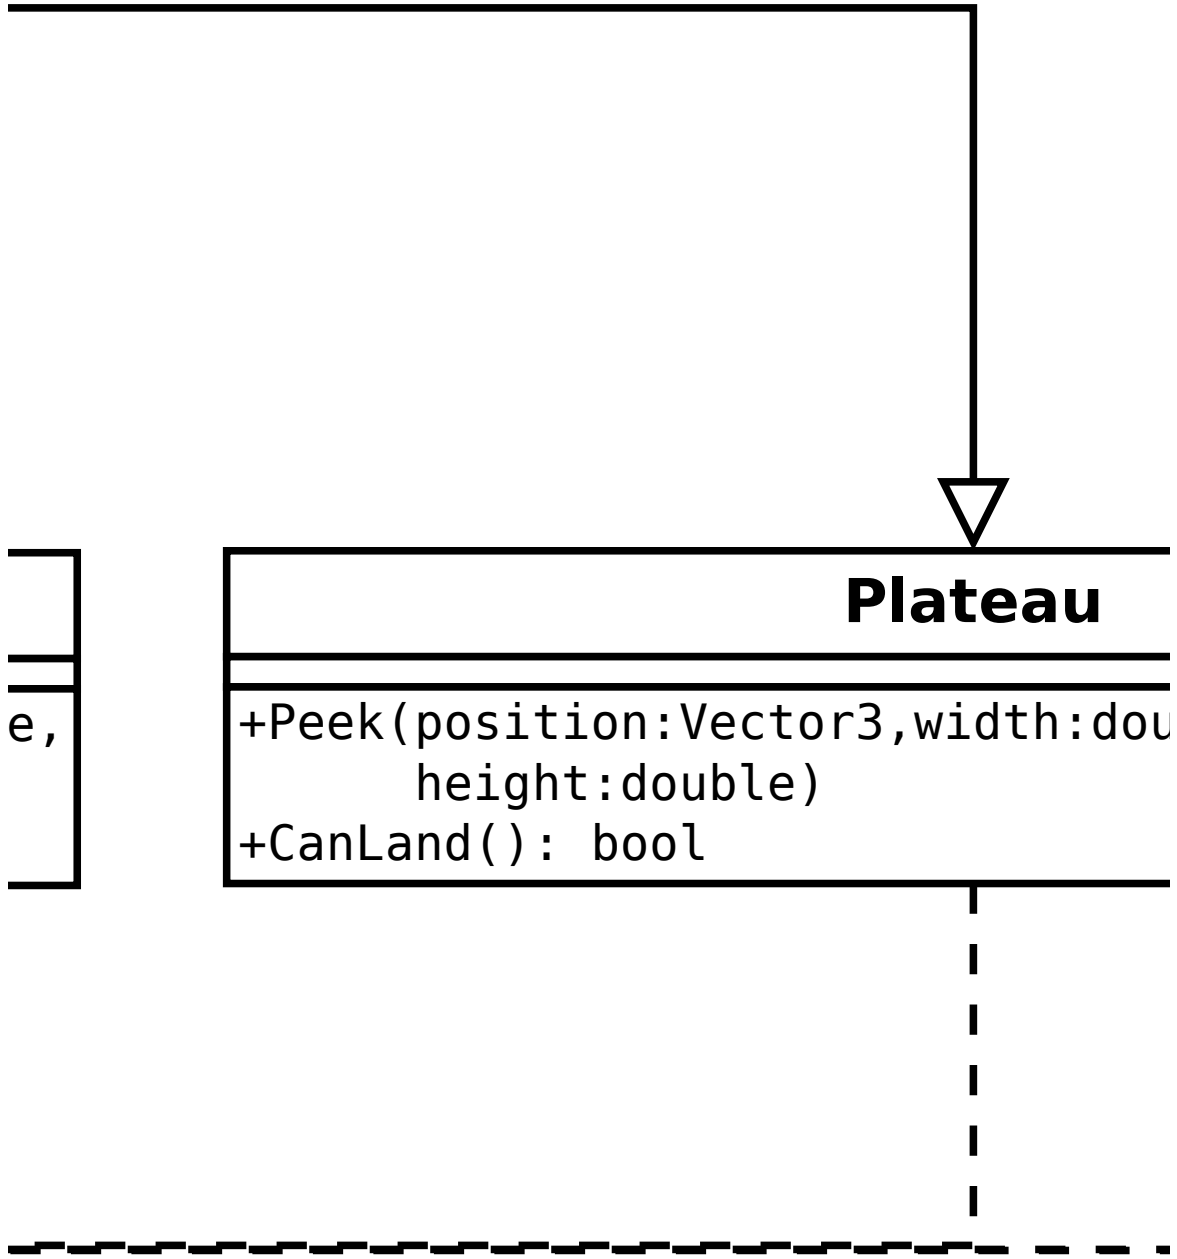 Plateau
e,
+Peek(position:Vector3,width:dou
height:double)
+CanLand(): bool